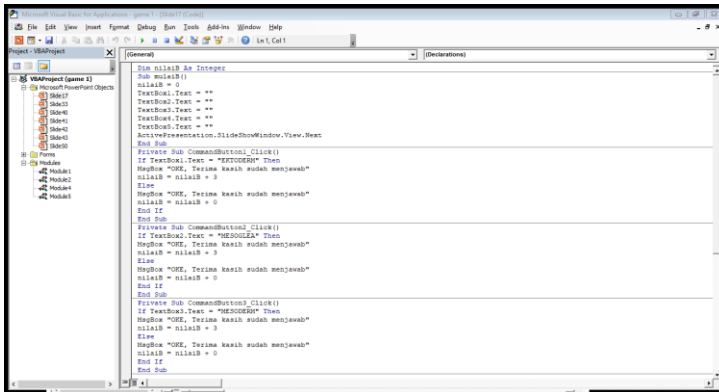 Microsoft Visual Basic for Applications - game 1 - [Slide17 (Code)]
File Edit View Insert Format Debug Run Tools Add-Ins Window Help
Ln 1, Col 1
Project - VBAProject
VBAProject (game 1)
Microsoft PowerPoint Objects
Slide17
Slide33
Slide40
Slide41
Slide42
Slide43
Slide50
Forms
Modules
Module1
Module2
Module4
Module5
(General)
(Declarations)
Dim nilaiB As Integer
Sub mulaiB()
nilaiB = 0
TextBox1.Text = ""
TextBox2.Text = ""
TextBox3.Text = ""
TextBox4.Text = ""
TextBox5.Text = ""
ActivePresentation.SlideShowWindow.View.Next
End Sub
Private Sub CommandButton1_Click()
If TextBox1.Text = "EKTODERM" Then
MsgBox "OKE, Terima kasih sudah menjawab"
nilaiB = nilaiB + 3
Else
MsgBox "OKE, Terima kasih sudah menjawab"
nilaiB = nilaiB + 0
End If
End Sub
Private Sub CommandButton2_Click()
If TextBox2.Text = "MESOGLEA" Then
MsgBox "OKE, Terima kasih sudah menjawab"
nilaiB = nilaiB + 3
Else
MsgBox "OKE, Terima kasih sudah menjawab"
nilaiB = nilaiB + 0
End If
End Sub
Private Sub CommandButton3_Click()
If TextBox3.Text = "MESODERM" Then
MsgBox "OKE, Terima kasih sudah menjawab"
nilaiB = nilaiB + 3
Else
MsgBox "OKE, Terima kasih sudah menjawab"
nilaiB = nilaiB + 0
End If
End Sub